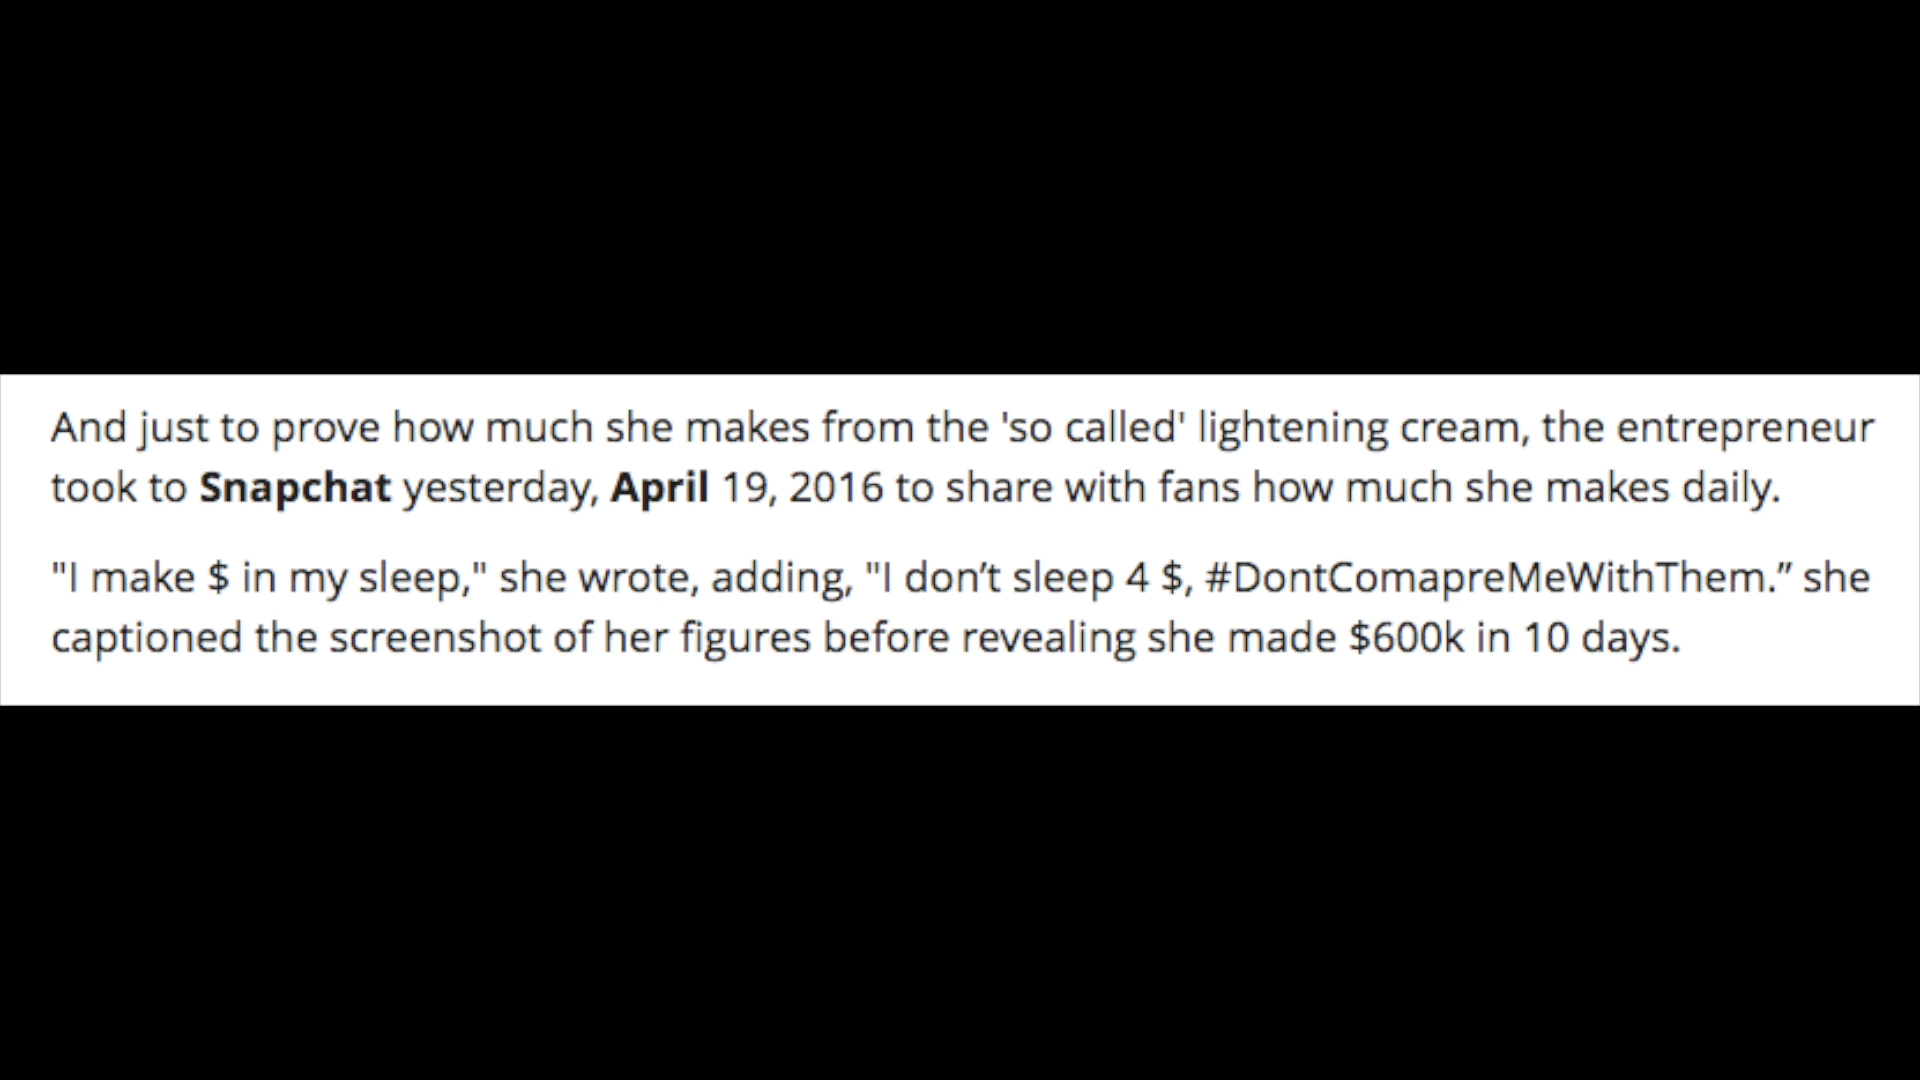 And just to prove how much she makes from the 'so called' lightening cream, the entrepreneur
took to Snapchat yesterday, April 19, 2016 to share with fans how much she makes daily.
"I make $ in my sleep," she wrote, adding, "I don’t sleep 4 $, #DontComapreMeWithThem.” she
captioned the screenshot of her figures before revealing she made $600k in 10 days.